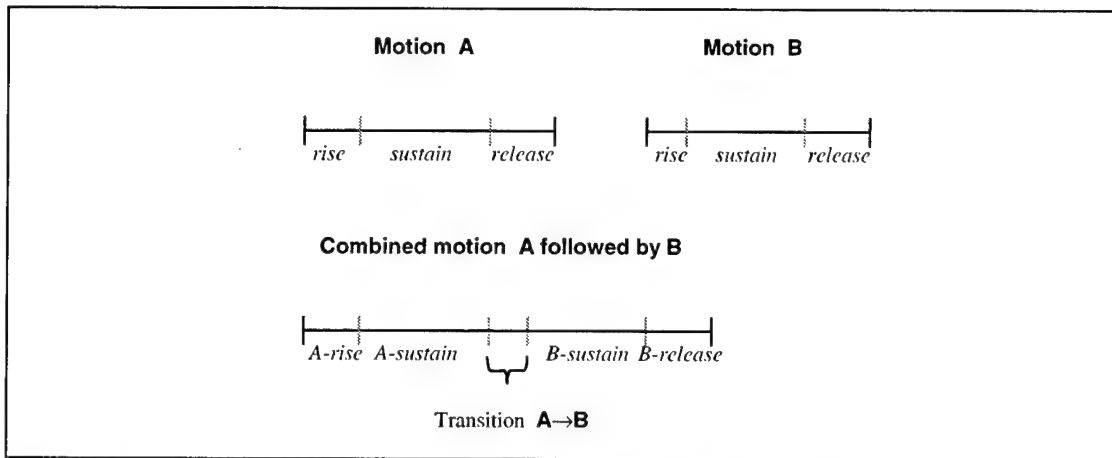 Motion A Motion B
rise sustain release rise sustain release
Combined motion A followed by B
A-rise A-sustain B-sustain B-release
Transition A→B